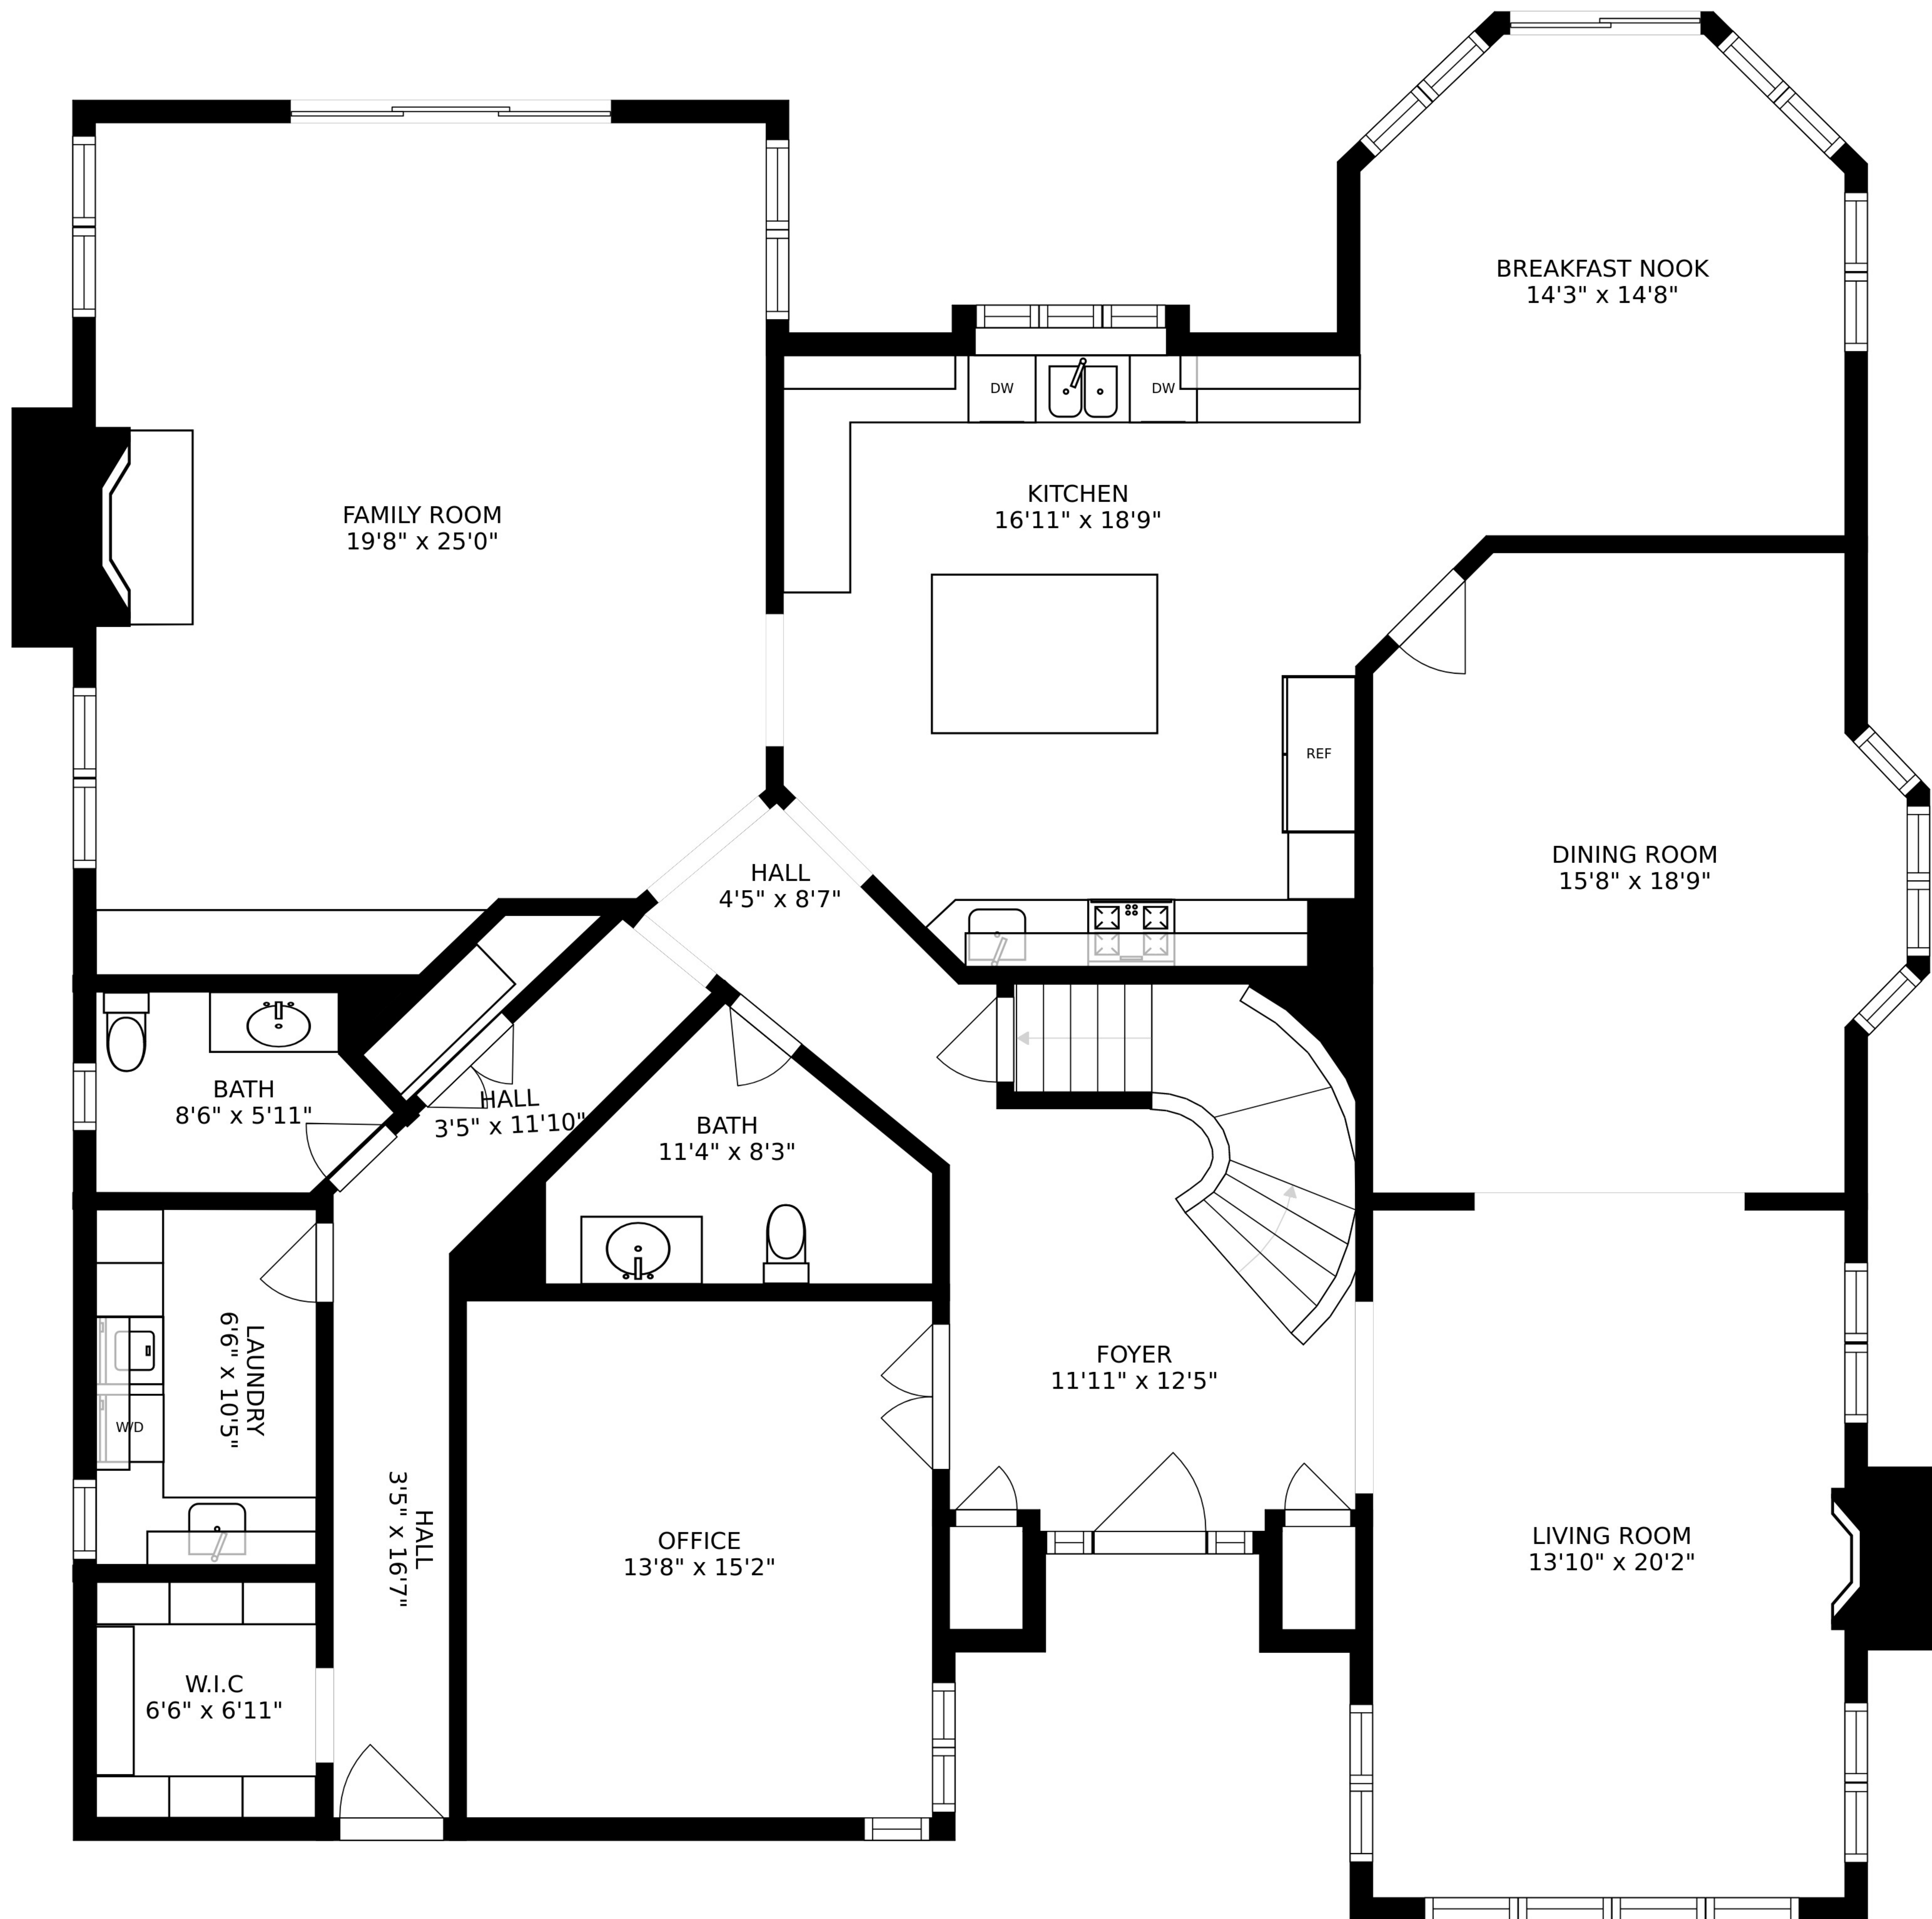 BREAKFAST NOOK
14'3" x 14'8"
DW
DW
KITCHEN
16'11" x 18'9"
FAMILY ROOM
19'8" x 25'0"
REF
DINING ROOM
15'8" x 18'9"
HALL
4'5" x 8'7"
BATH
8'6" x 5'11"
HALL
3'5" x 11'10"
BATH
11'4" x 8'3"
LAUNDRY
6'6" x 10'5"
W/D
FOYER
11'11" x 12'5"
HALL
3'5" x 16'7"
OFFICE
13'8" x 15'2"
LIVING ROOM
13'10" x 20'2"
W.I.C
6'6" x 6'11"